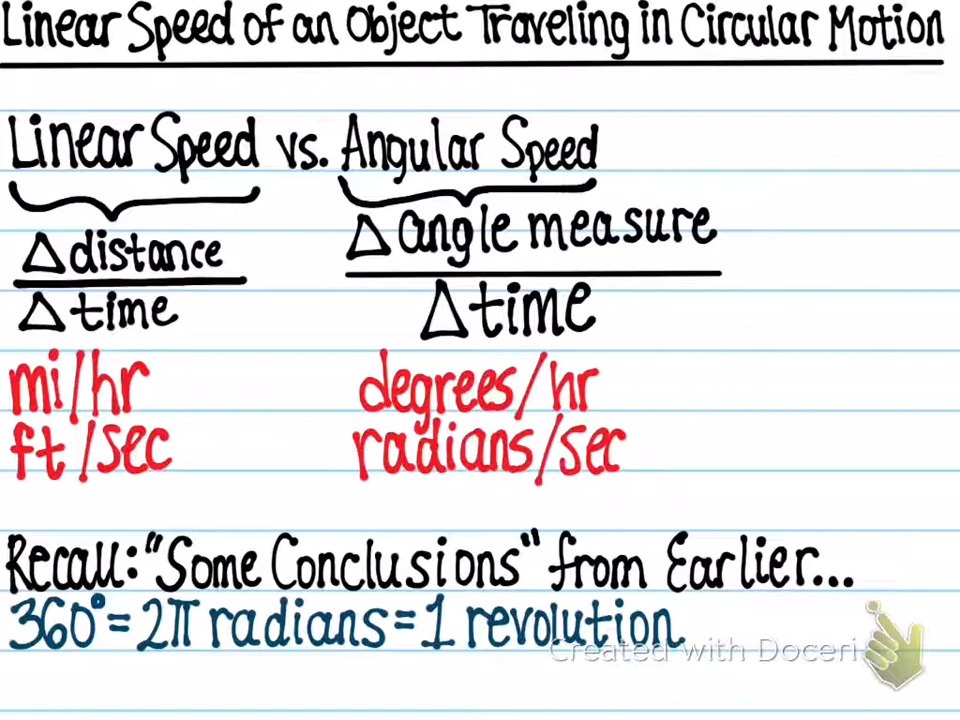 Linear Speed of an Object Traveling in Circular Motion
Linear Speed vs. Angular Speed
Δdistance
Δtime
Δ angle measure
Δtime
mi/hr
degrees/hr
ft/sec
radians/sec
Recall: "Some Conclusions" from Earlier...
360°=2π radians=1 revolution
Created with Doceri